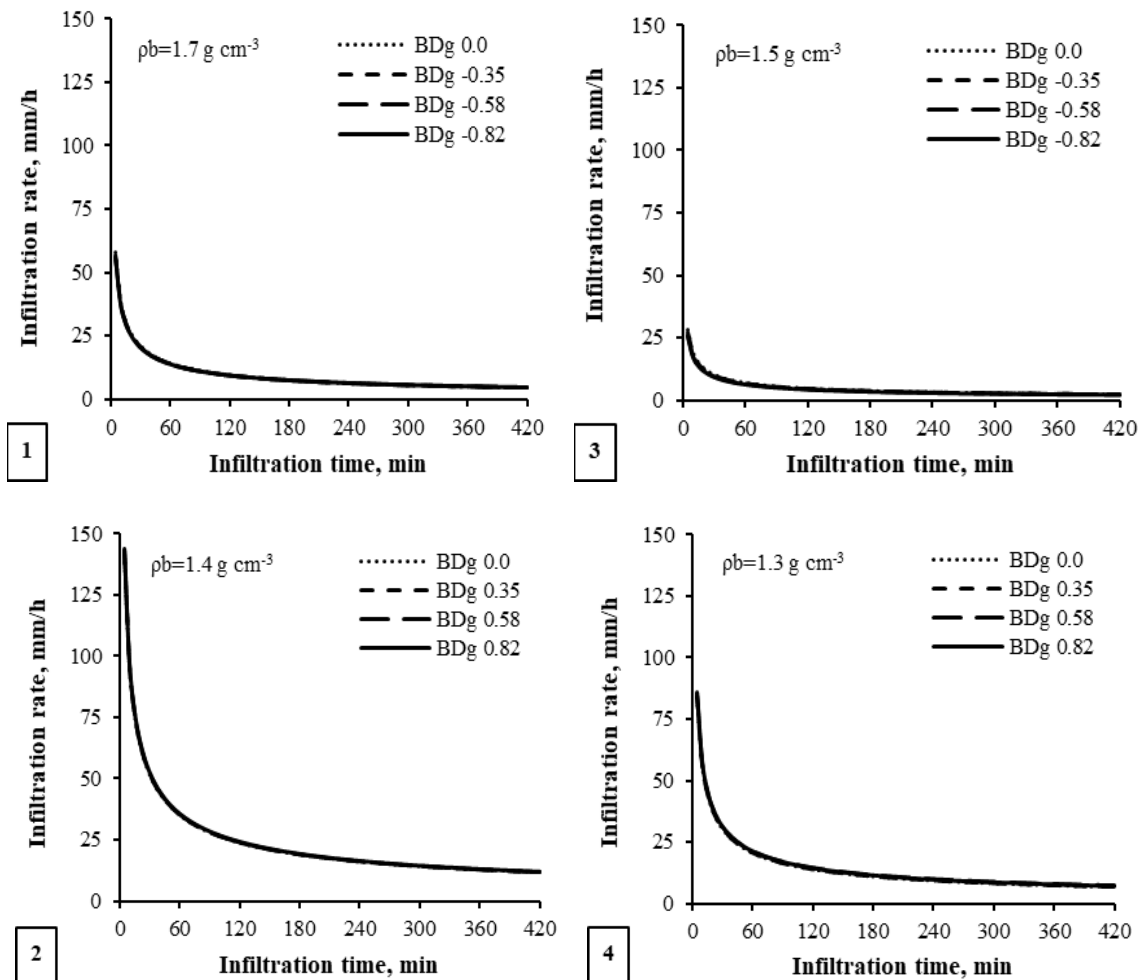 150
125
100
75
50
25
0
Infiltration rate, mm/h
ρb=1.7 g cm-3
BDg 0.0
BDg -0.35
BDg -0.58
BDg -0.82
0 60 120 180 240 300 360 420
Infiltration time, min
1
150
125
100
75
50
25
0
Infiltration rate, mm/h
ρb=1.5 g cm-3
BDg 0.0
BDg -0.35
BDg -0.58
BDg -0.82
0 60 120 180 240 300 360 420
Infiltration time, min
3
150
125
100
75
50
25
0
Infiltration rate, mm/h
ρb=1.4 g cm-3
BDg 0.0
BDg 0.35
BDg 0.58
BDg 0.82
0 60 120 180 240 300 360 420
Infiltration time, min
2
150
125
100
75
50
25
0
Infiltration rate, mm/h
ρb=1.3 g cm-3
BDg 0.0
BDg 0.35
BDg 0.58
BDg 0.82
0 60 120 180 240 300 360 420
Infiltration time, min
4